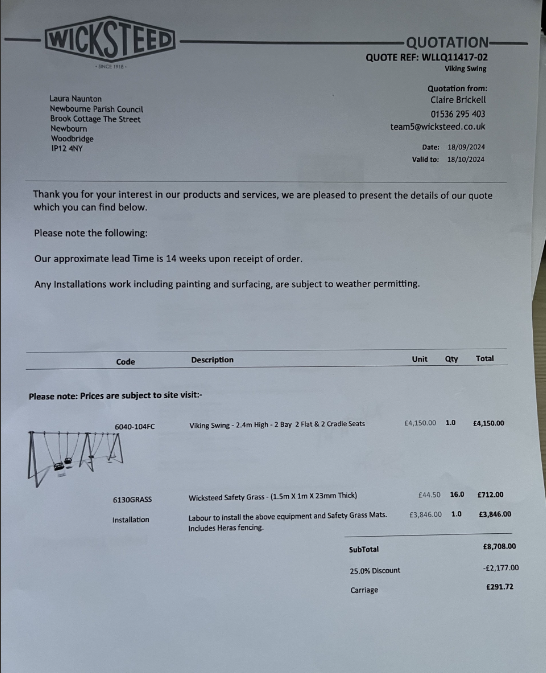 WICKSTEED
- SINCE 1918 -
QUOTATION
QUOTE REF: WLLQ11417-02
Viking Swing
Quotation from:
Claire Brickell
01536 295 403
team5@wicksteed.co.uk
Laura Naunton
Newbourne Parish Council
Brook Cottage The Street
Newbourn
Woodbridge
IP12 4NY
Date: 18/09/2024
Valid to: 18/10/2024
Thank you for your interest in our products and services, we are pleased to present the details of our quote
which you can find below.
Please note the following:
Our approximate lead Time is 14 weeks upon receipt of order.
Any Installations work including painting and surfacing, are subject to weather permitting.
Code Description Unit Qty Total
Please note: Prices are subject to site visit:-
6040-104FC Viking Swing - 2.4m High - 2 Bay 2 Flat & 2 Cradle Seats £4,150.00 1.0 £4,150.00
6130GRASS Wicksteed Safety Grass - (1.5m X 1m X 23mm Thick) £44.50 16.0 £712.00
Installation Labour to install the above equipment and Safety Grass Mats. £3,846.00 1.0 £3,846.00
Includes Heras fencing.
SubTotal £8,708.00
25.0% Discount -£2,177.00
Carriage £291.72